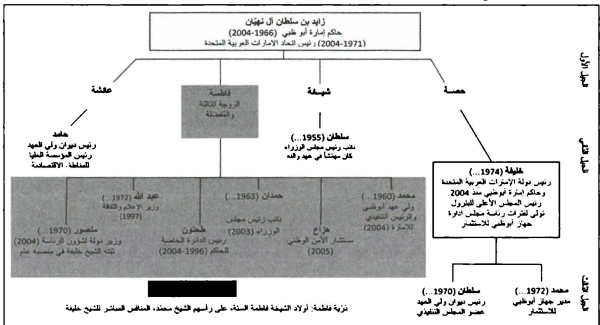 زايد بن سلطان آل نهيان
حاكم إمارة أبو ظبي (1966-2004)
(1971-2004) رئيس اتحاد الامارات العربية المتحدة
الجيل الأول
حصة
شيخة
فاطمة
الزوجة الثالثة
والمفضلة
عائشة
الجيل الثاني
خليفة (1974...)
رئيس دولة الإمارات العربية المتحدة
وحاكم إمارة أبوظبي منذ 2004
رئيس المجلس الأعلى للبترول
تولى لفترات رئاسة مجلس ادارة
جهاز أبوظبي للاستثمار
سلطان (1955...)
نائب رئيس مجلس الوزراء
كان مهمشاً في عهد والده
حامد
رئيس ديوان ولي العهد
رئيس المؤسسة العليا
للمناطق الاقتصادية
محمد (1960...)
ولي عهد أبوظبي
والرئيس التنفيذي
للامارة (2004)
حمدان (1963...)
نائب رئيس مجلس
الوزراء (2003)
هزاع
مستشار الأمن الوطني
(2005)
طحنون
رئيس الدائرة الخاصة
للحاكم (1996-2004)
عبد الله (1972...)
وزير الإعلام والثقافة
(1997)
منصور (1970...)
وزير دولة لشؤون الرئاسة (2004)
ثبته الشيخ خليفة في منصبه عام
الجيل الثالث
محمد (1972...)
مدير جهاز أبوظبي
للاستثمار
سلطان (1970...)
رئيس ديوان ولي العهد
عضو المجلس التنفيذي
ذرية فاطمة: أولاد الشيخة فاطمة الستة، على رأسهم الشيخ محمد، المنافس المباشر للشيخ خليفة